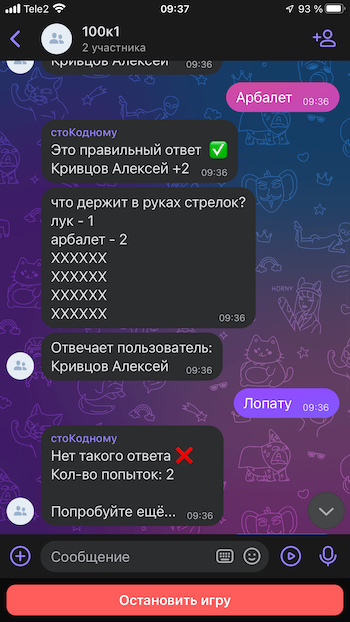 Tele2
09:37
93 %
100к1
2 участника
Кривцов Алексей
Арбалет 09:36
стоКодному
Это правильный ответ ✅
Кривцов Алексей +2 09:36
что держит в руках стрелок?
лук - 1
арбалет - 2
XXXXXX
XXXXXX
XXXXXX
XXXXXX
09:36
Отвечает пользователь:
Кривцов Алексей 09:36
Лопату 09:36
стоКодному
Нет такого ответа ❌
Кол-во попыток: 2
Попробуйте ещё... 09:36
HORNY
Сообщение
Остановить игру